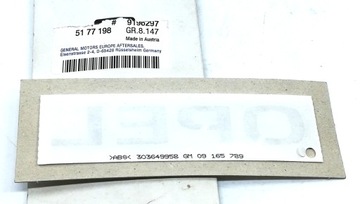 # 9196297
51 77 198 GR.8.147
Made in Austria
GENERAL MOTORS EUROPE AFTERSALES,
Eisenstrasse 2-4, D-65428 Rüsselsheim Germany
OPEL
>ABS< 303649958 GM 09 165 789